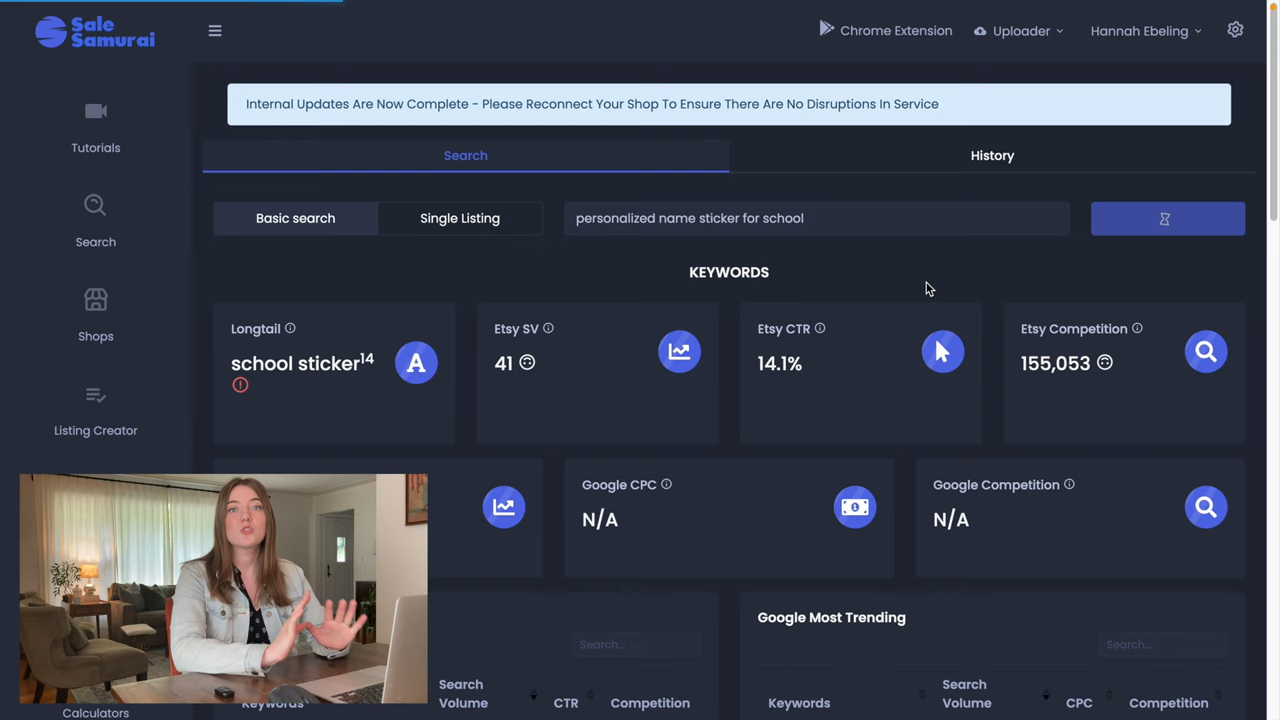 Sale
Samurai
Chrome Extension
Uploader
Hannah Ebeling
Internal Updates Are Now Complete - Please Reconnect Your Shop To Ensure There Are No Disruptions In Service
Tutorials
Search
Shops
Listing Creator
Calculators
Search
History
Basic search
Single Listing
personalized name sticker for school
KEYWORDS
Longtail
school sticker14
Etsy SV
41
Etsy CTR
14.1%
Etsy Competition
155,053
Google CPC
N/A
Google Competition
N/A
Search...
Keywords
Search
Volume
CTR
Competition
Google Most Trending
Search...
Keywords
Search
Volume
CPC
Competition